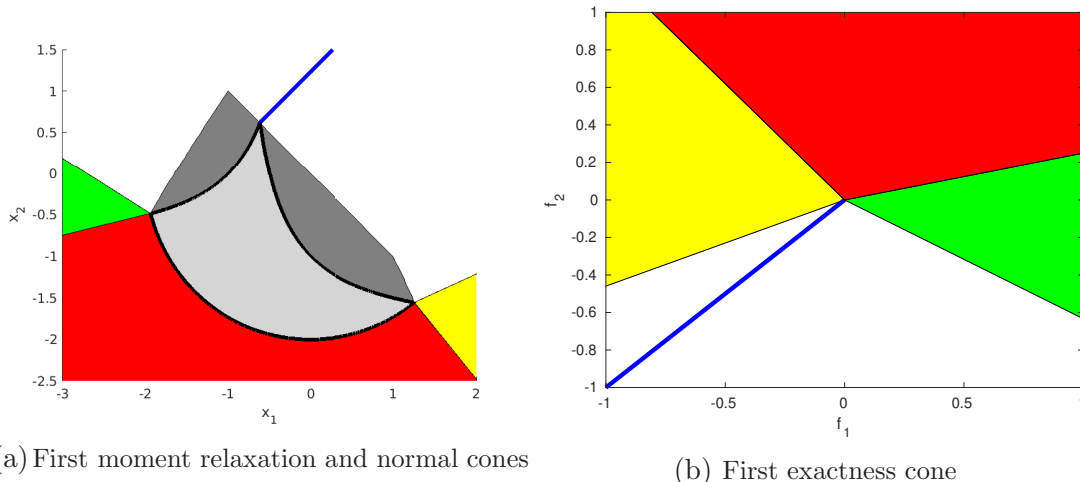 1.5
1
0.5
0
-0.5
-1
-1.5
-2
-2.5
x2
-3 -2 -1 0 1 2
x1
(a) First moment relaxation and normal cones
1
0.8
0.6
0.4
0.2
0
-0.2
-0.4
-0.6
-0.8
-1
f2
-1 -0.5 0 0.5
f1
(b) First exactness cone